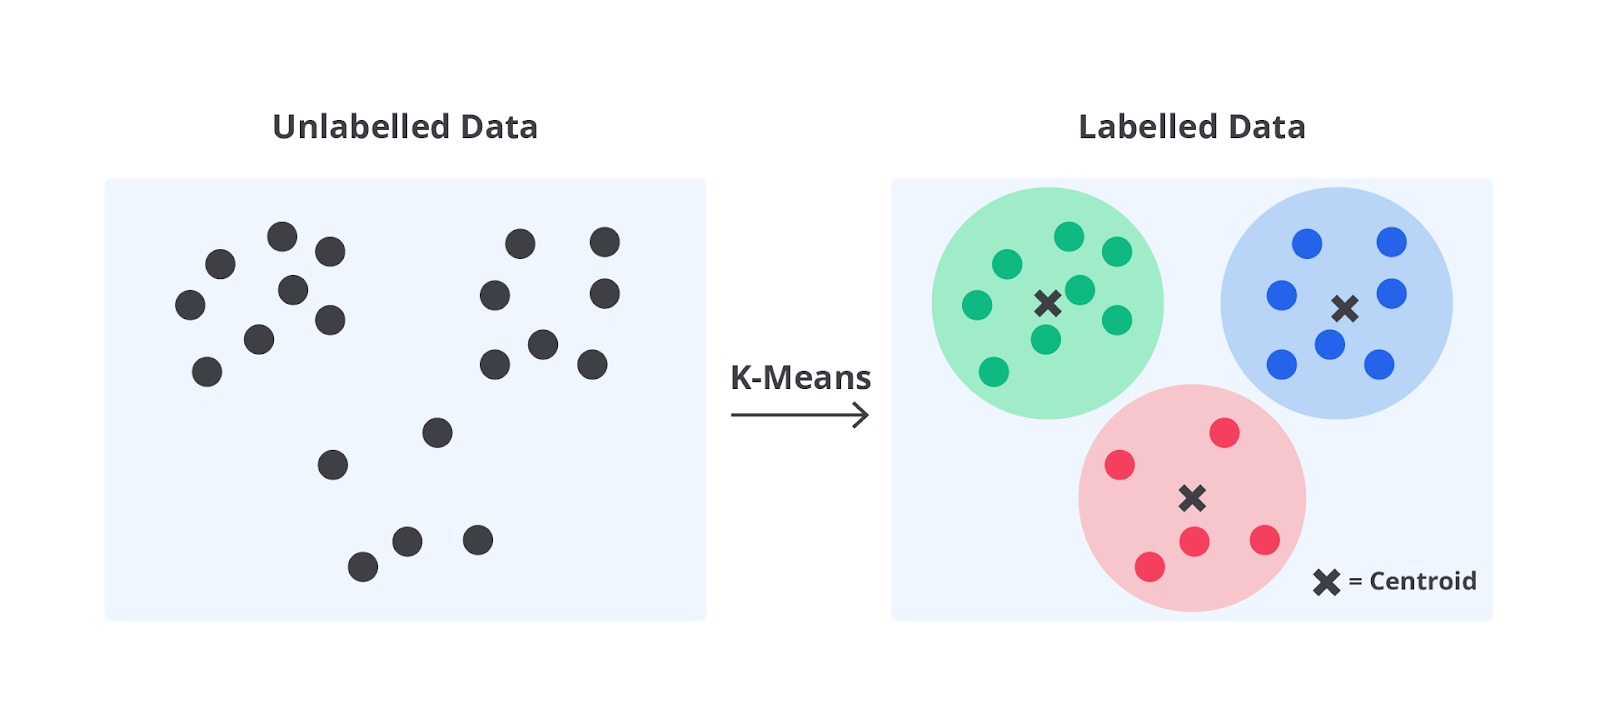 Unlabelled Data
Labelled Data
K-Means
= Centroid